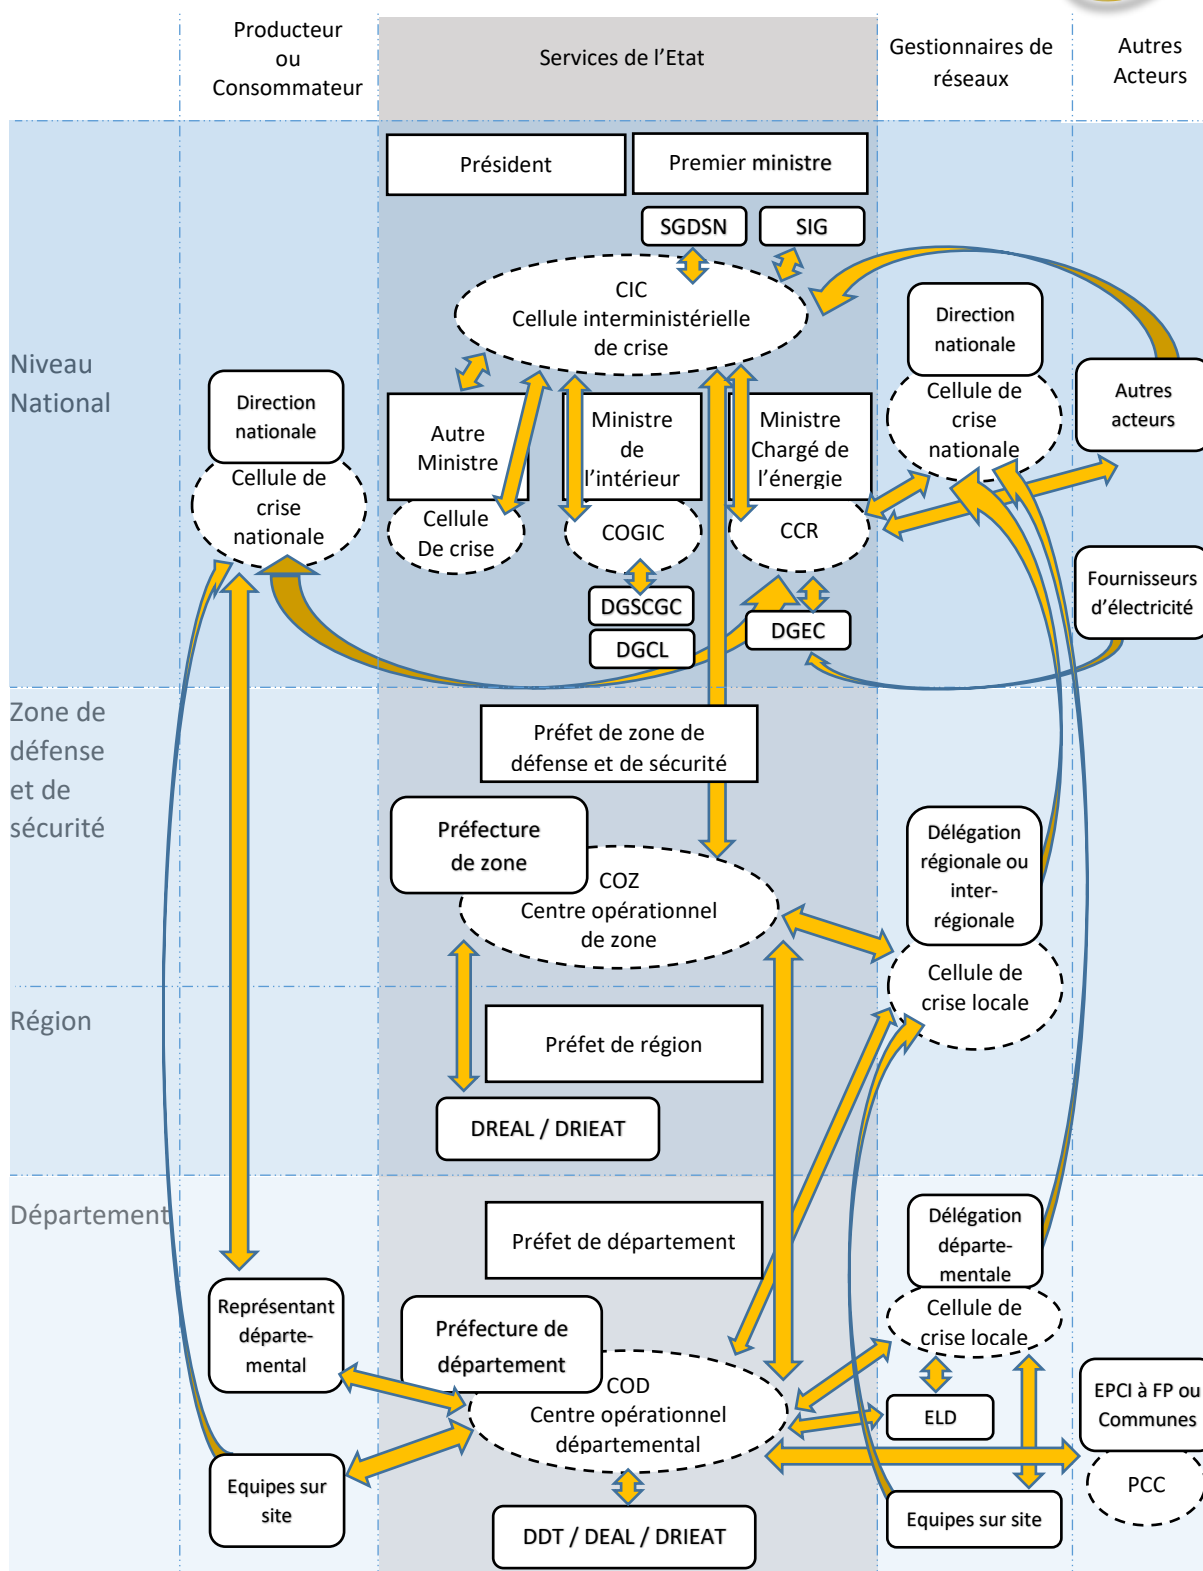 Producteur
ou
Consommateur
Services de l'Etat
Gestionnaires de
réseaux
Autres
Acteurs
Niveau
National
Président
Premier ministre
SGDSN
SIG
CIC
Cellule interministérielle
de crise
Direction
nationale
Cellule de
crise
nationale
Autre
Ministre
Cellule
De crise
Ministre
de
l'intérieur
COGIC
DGSCGC
DGCL
Ministre
Chargé de
l'énergie
CCR
DGEC
Direction
nationale
Cellule de
crise
nationale
Autres
acteurs
Fournisseurs
d'électricité
Zone de
défense
et de
sécurité
Préfet de zone de
défense et de sécurité
Préfecture
de zone
COZ
Centre opérationnel
de zone
Délégation
régionale ou
inter-
régionale
Cellule de
crise locale
Région
Préfet de région
DREAL / DRIEAT
Département
Préfet de département
Représentant
départe-
mental
Préfecture de
département
COD
Centre opérationnel
départemental
Délégation
départe-
mentale
Cellule de
crise locale
ELD
EPCI à FP ou
Communes
PCC
Equipes sur
site
DDT / DEAL / DRIEAT
Equipes sur site